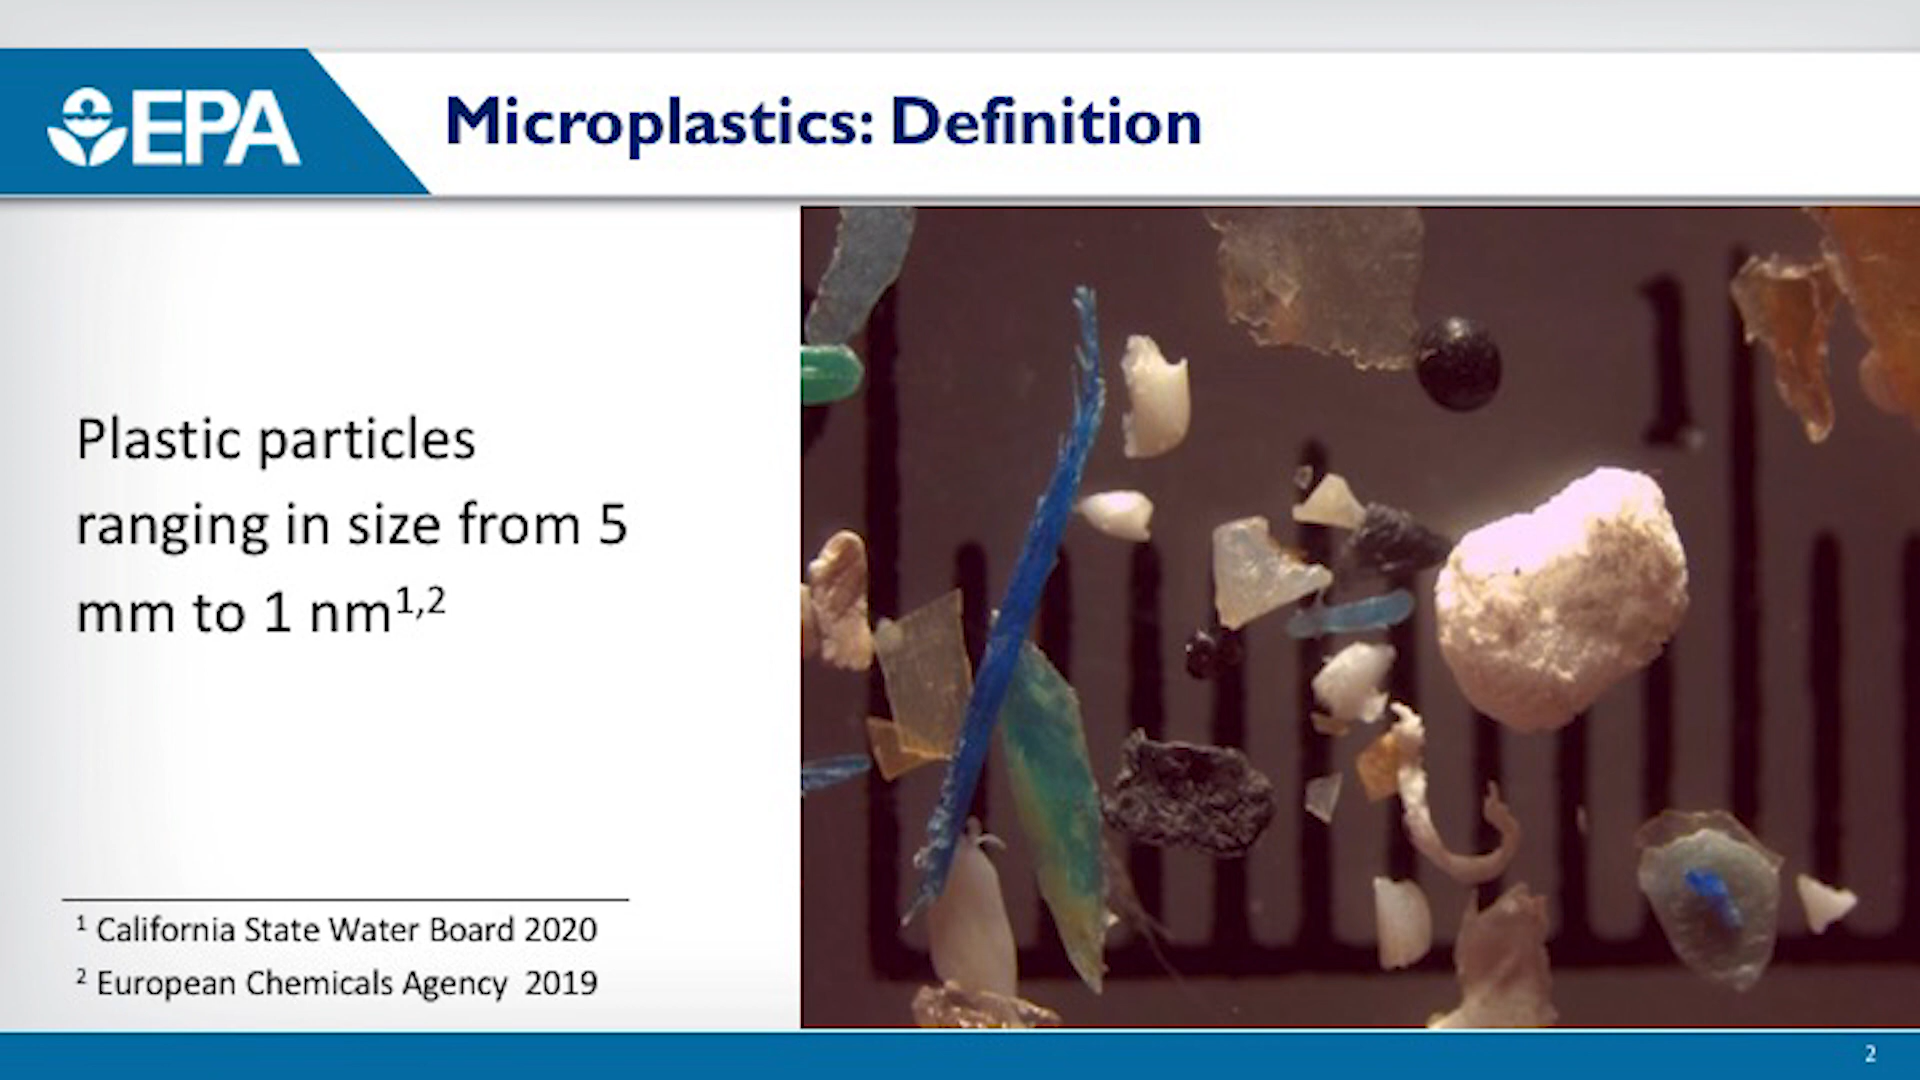 EPA
Microplastics: Definition
Plastic particles
ranging in size from 5
mm to 1 nm¹,²
1
¹ California State Water Board 2020
² European Chemicals Agency 2019
2